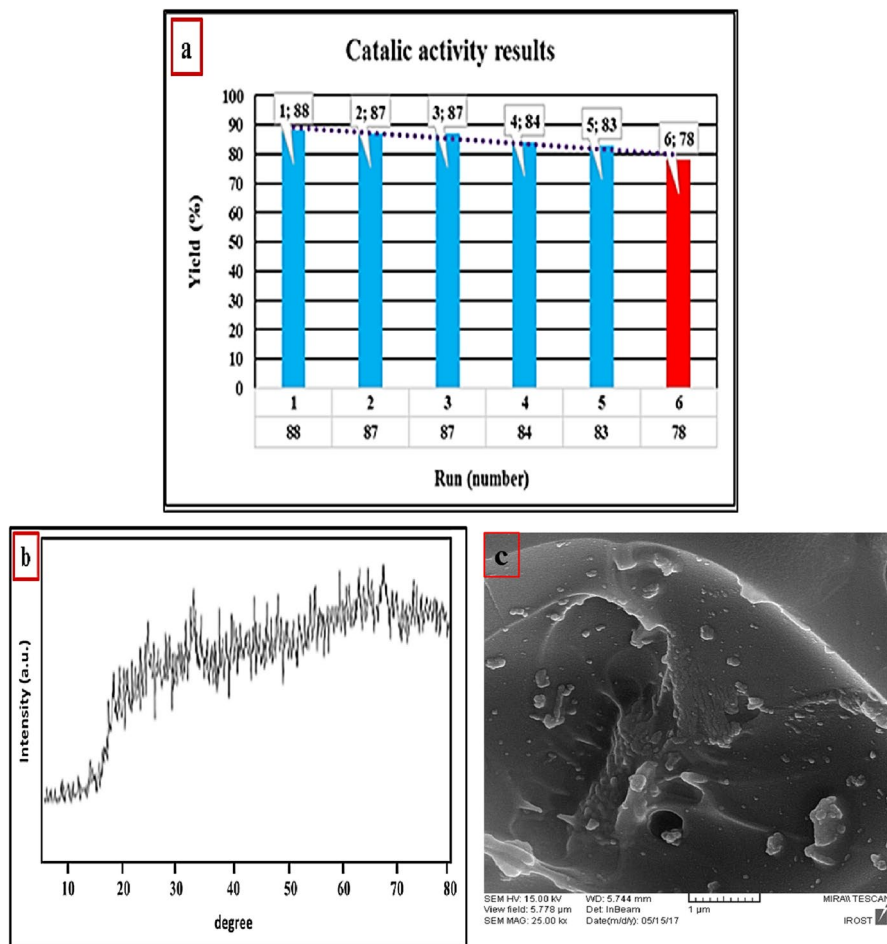 a
Catalic activity results
Yield (%)
100
90
80
70
60
50
40
30
20
10
0
1; 88
2; 87
3; 87
4; 84
5; 83
6; 78
1 2 3 4 5 6
88 87 87 84 83 78
Run (number)
b
Intensity (a.u.)
10 20 30 40 50 60 70 80
degree
c
SEM HV: 15.00 kV WD: 5.744 mm MIRA\\ TESCAN
View field: 5.778 µm Det: InBeam 1 µm
SEM MAG: 25.00 kx Date(m/d/y): 05/15/17 IROST